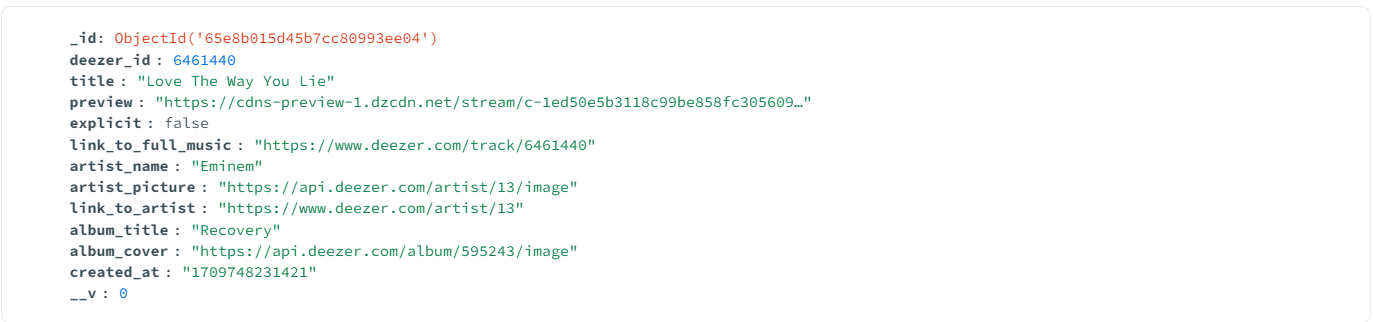 _id: ObjectId('65e8b015d45b7cc80993ee04')
deezer_id : 6461440
title : "Love The Way You Lie"
preview : "https://cdns-preview-1.dzcdn.net/stream/c-1ed50e5b3118c99be858fc305609…"
explicit : false
link_to_full_music : "https://www.deezer.com/track/6461440"
artist_name : "Eminem"
artist_picture : "https://api.deezer.com/artist/13/image"
link_to_artist : "https://www.deezer.com/artist/13"
album_title : "Recovery"
album_cover : "https://api.deezer.com/album/595243/image"
created_at : "1709748231421"
__v : 0